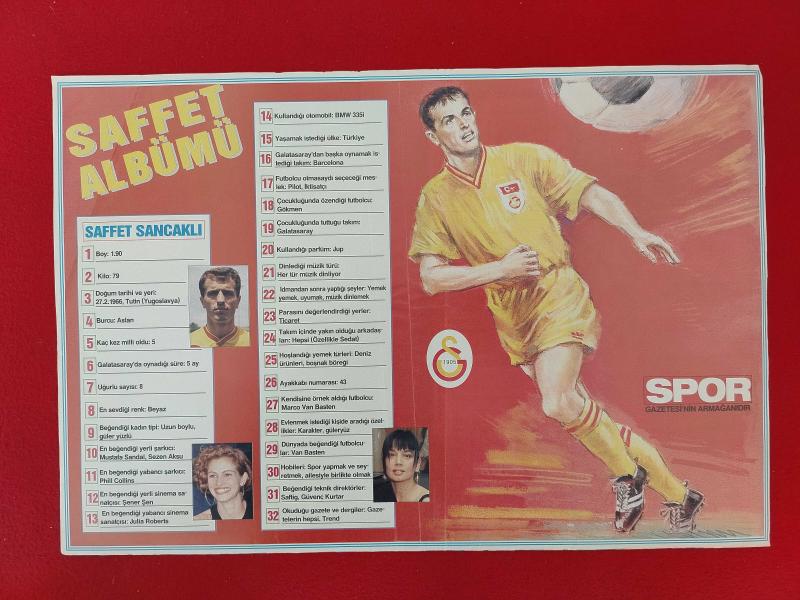 SAFFET
ALBÜMÜ
SAFFET SANCAKLI
1 Boy: 1.90
2 Kilo: 79
3 Doğum tarihi ve yeri:
27.2.1966, Tutin (Yugoslavya)
4 Burcu: Aslan
5 Kaç kez milli oldu: 5
6 Galatasaray'da oynadığı süre: 5 ay
7 Uğurlu sayısı: 8
8 En sevdiği renk: Beyaz
9 Beğendiği kadın tipi: Uzun boylu,
güler yüzlü
10 En beğendiği yerli şarkıcı:
Mustafa Sandal, Sezen Aksu
11 En beğendiği yabancı şarkıcı:
Phill Collins
12 En beğendiği yerli sinema sa-
natçısı: Şener Şen
13 En beğendiği yabancı sinema
sanatçısı: Julia Roberts
14 Kullandığı otomobil: BMW 335i
15 Yaşamak istediği ülke: Türkiye
16 Galatasaray'dan başka oynamak is-
tediği takım: Barcelona
17 Futbolcu olmasaydı seçeceği mes-
lek: Pilot, İktisatçı
18 Çocukluğunda özendiği futbolcu:
Gökmen
19 Çocukluğunda tuttuğu takım:
Galatasaray
20 Kullandığı parfüm: Jup
21 Dinlediği müzik türü:
Her tür müzik dinliyor
22 İdmandan sonra yaptığı şeyler: Yemek
yemek, uyumak, müzik dinlemek
23 Parasını değerlendirdiği yerler:
Ticaret
24 Takım içinde yakın olduğu arkadaş-
ları: Hepsi (Özellikle Sedat)
25 Hoşlandığı yemek türleri: Deniz
ürünleri, boşnak böreği
26 Ayakkabı numarası: 43
27 Kendisine örnek aldığı futbolcu:
Marco Van Basten
28 Evlenmek istediği kişide aradığı özel-
likler: Karakter, güleryüz
29 Dünyada beğendiği futbolcu-
lar: Van Basten
30 Hobileri: Spor yapmak ve sey-
retmek, ailesiyle birlikte olmak
31 Beğendiği teknik direktörler:
Saftig, Güvenç Kurtar
32 Okuduğu gazete ve dergiler: Gaze-
telerin hepsi, Trend
1905
SPOR
GAZETESİ'NİN ARMAĞANIDIR